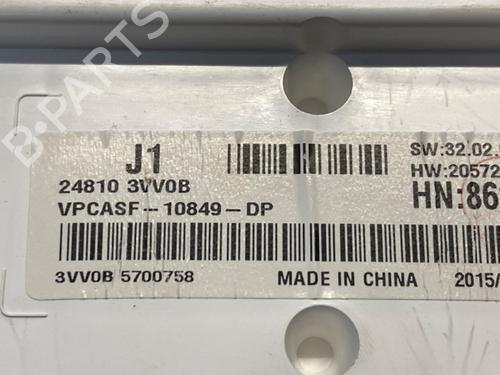 B-PARTS
J1
24810 3VV0B
VPCASF-10849-DP
3VV0B 5700758
MADE IN CHINA
2015/
SW:32.02.
HW:20572
HN:86